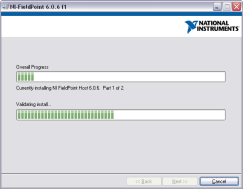 NI-FieldPoint 6.0.6 f1
NATIONAL
INSTRUMENTS
Overall Progress
Currently installing NI FieldPoint Host 6.0.6. Part 1 of 2
Validating install...
<< Back
Next >>
Cancel